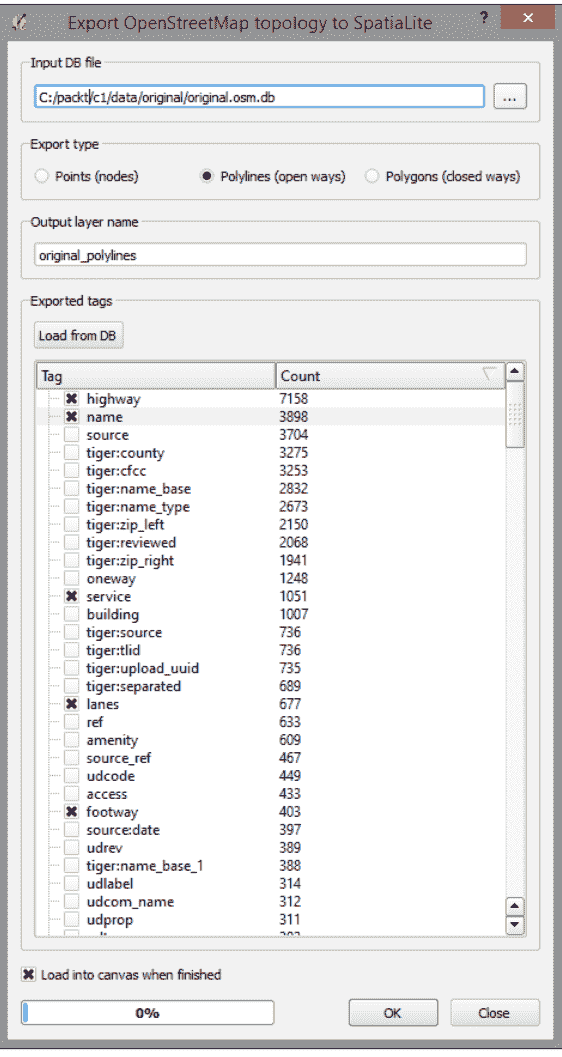 Export OpenStreetMap topology to SpatiaLite ?
Input DB file
C:/packt/c1/data/original/original.osm.db ...
Export type
Points (nodes) Polylines (open ways) Polygons (closed ways)
Output layer name
original_polylines
Exported tags
Load from DB
Tag Count
highway 7158
name 3898
source 3704
tiger:county 3275
tiger:cfcc 3253
tiger:name_base 2832
tiger:name_type 2673
tiger:zip_left 2150
tiger:reviewed 2068
tiger:zip_right 1941
oneway 1248
service 1051
building 1007
tiger:source 736
tiger:tlid 736
tiger:upload_uuid 735
tiger:separated 689
lanes 677
ref 633
amenity 609
source_ref 467
udcode 449
access 433
footway 403
source:date 397
udrev 389
tiger:name_base_1 388
udlabel 314
udcom_name 312
udprop 311
Load into canvas when finished
0% OK Close